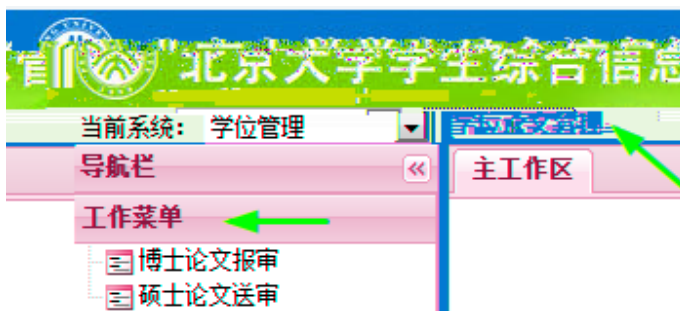 北京大学学生综合信息
当前系统： 学位管理
导航栏
主工作区
工作菜单
博士论文报审
硕士论文送审